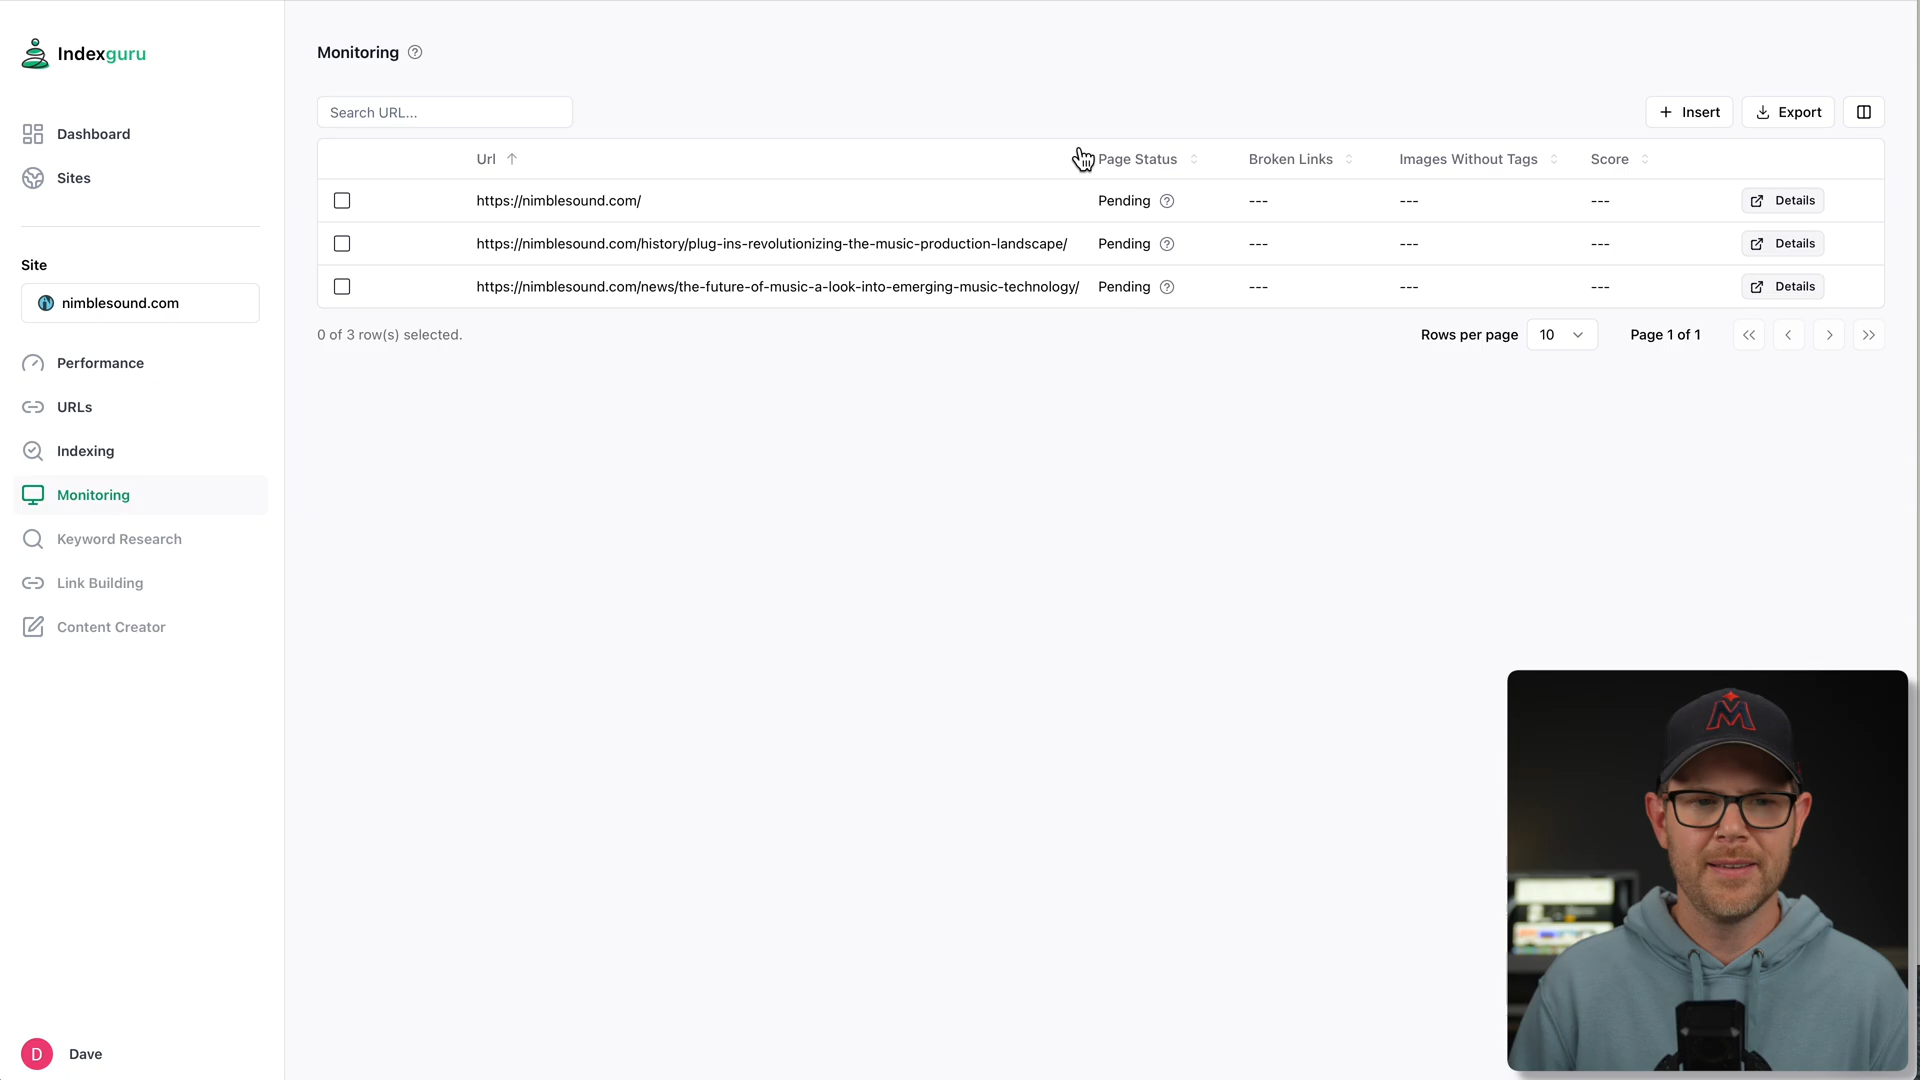 Indexguru
Dashboard
Sites
Site
nimblesound.com
Performance
URLs
Indexing
Monitoring
Keyword Research
Link Building
Content Creator
D Dave
Monitoring
Search URL...
Insert Export
Url Page Status Broken Links Images Without Tags Score
https://nimblesound.com/ Pending --- --- --- Details
https://nimblesound.com/history/plug-ins-revolutionizing-the-music-production-landscape/ Pending --- --- --- Details
https://nimblesound.com/news/the-future-of-music-a-look-into-emerging-music-technology/ Pending --- --- --- Details
0 of 3 row(s) selected. Rows per page 10 Page 1 of 1
M